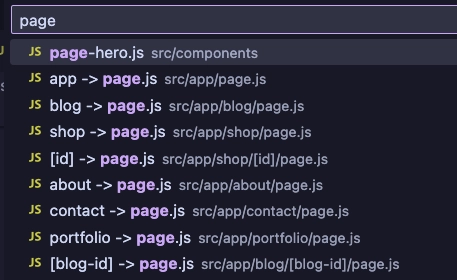 page
JS page-hero.js src/components
JS app -> page.js src/app/page.js
JS blog -> page.js src/app/blog/page.js
JS shop -> page.js src/app/shop/page.js
JS [id] -> page.js src/app/shop/[id]/page.js
JS about -> page.js src/app/about/page.js
JS contact -> page.js src/app/contact/page.js
JS portfolio -> page.js src/app/portfolio/page.js
JS [blog-id] -> page.js src/app/blog/[blog-id]/page.js